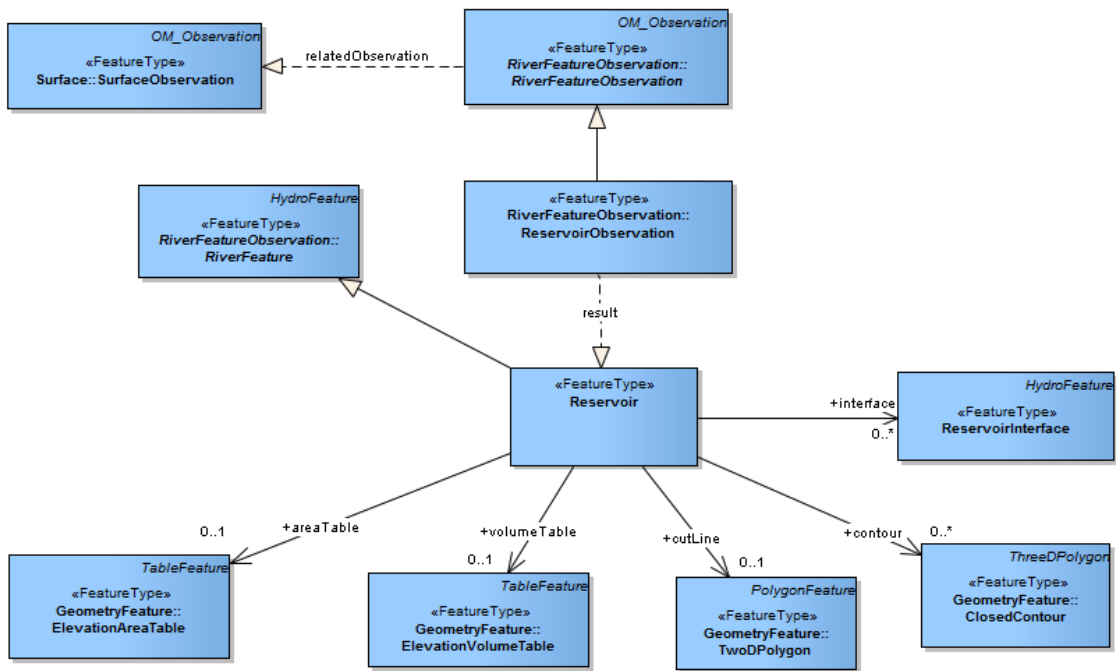 OM_Observation
«FeatureType»
Surface::SurfaceObservation
relatedObservation
OM_Observation
«FeatureType»
RiverFeatureObservation::
RiverFeatureObservation
HydroFeature
«FeatureType»
RiverFeatureObservation::
RiverFeature
«FeatureType»
RiverFeatureObservation::
ReservoirObservation
result
«FeatureType»
Reservoir
+interface
0..*
HydroFeature
«FeatureType»
ReservoirInterface
+areaTable
0..1
+volumeTable
0..1
+cutLine
0..1
+contour
0..*
TableFeature
«FeatureType»
GeometryFeature::
ElevationAreaTable
TableFeature
«FeatureType»
GeometryFeature::
ElevationVolumeTable
PolygonFeature
«FeatureType»
GeometryFeature::
TwoDPolygon
ThreeDPolygon
«FeatureType»
GeometryFeature::
ClosedContour